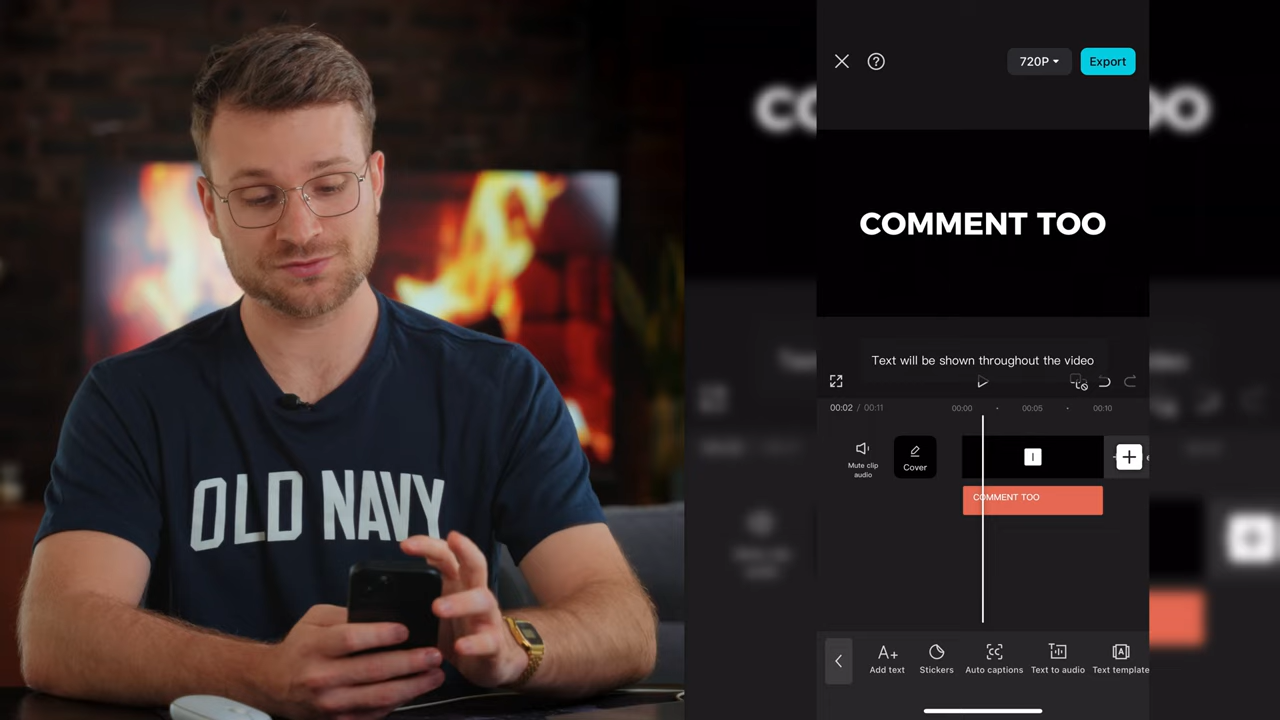 OLD NAVY
720P
Export
COMMENT TOO
Text will be shown throughout the video
00:02 / 00:11
00:00
00:05
00:10
Mute clip
audio
Cover
COMMENT TOO
Add text
Stickers
Auto captions
Text to audio
Text template